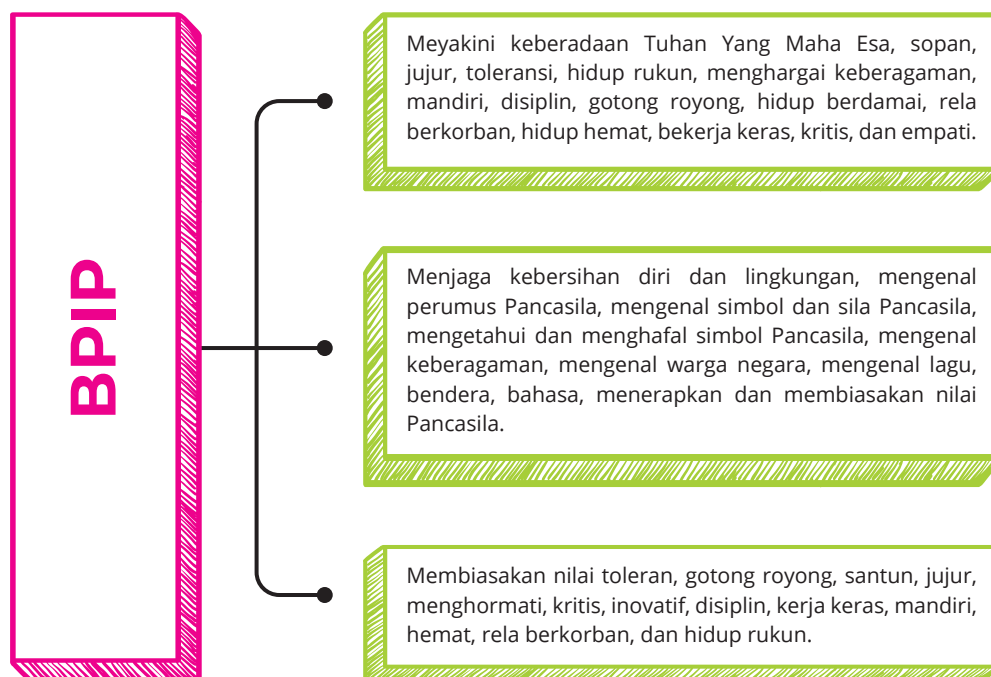 BPIP
Meyakini keberadaan Tuhan Yang Maha Esa, sopan,
jujur, toleransi, hidup rukun, menghargai keberagaman,
mandiri, disiplin, gotong royong, hidup berdamai, rela
berkorban, hidup hemat, bekerja keras, kritis, dan empati.
Menjaga kebersihan diri dan lingkungan, mengenal
perumus Pancasila, mengenal simbol dan sila Pancasila,
mengetahui dan menghafal simbol Pancasila, mengenal
keberagaman, mengenal warga negara, mengenal lagu,
bendera, bahasa, menerapkan dan membiasakan nilai
Pancasila.
Membiasakan nilai toleran, gotong royong, santun, jujur,
menghormati, kritis, inovatif, disiplin, kerja keras, mandiri,
hemat, rela berkorban, dan hidup rukun.